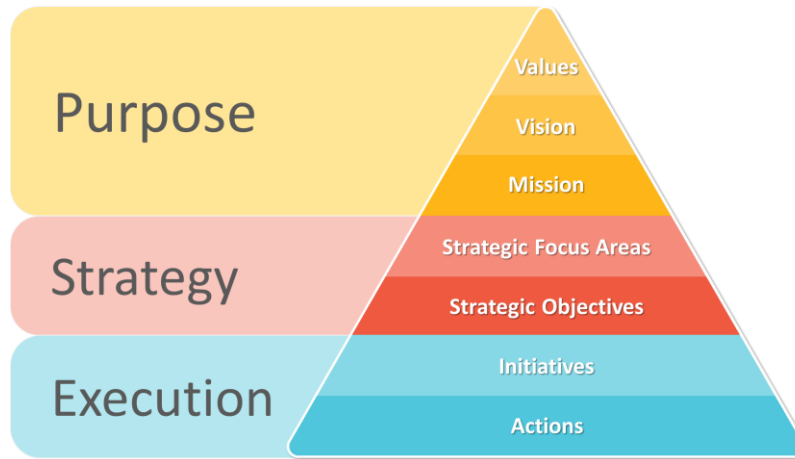 Purpose
Values
Vision
Mission
Strategy
Strategic Focus Areas
Strategic Objectives
Execution
Initiatives
Actions